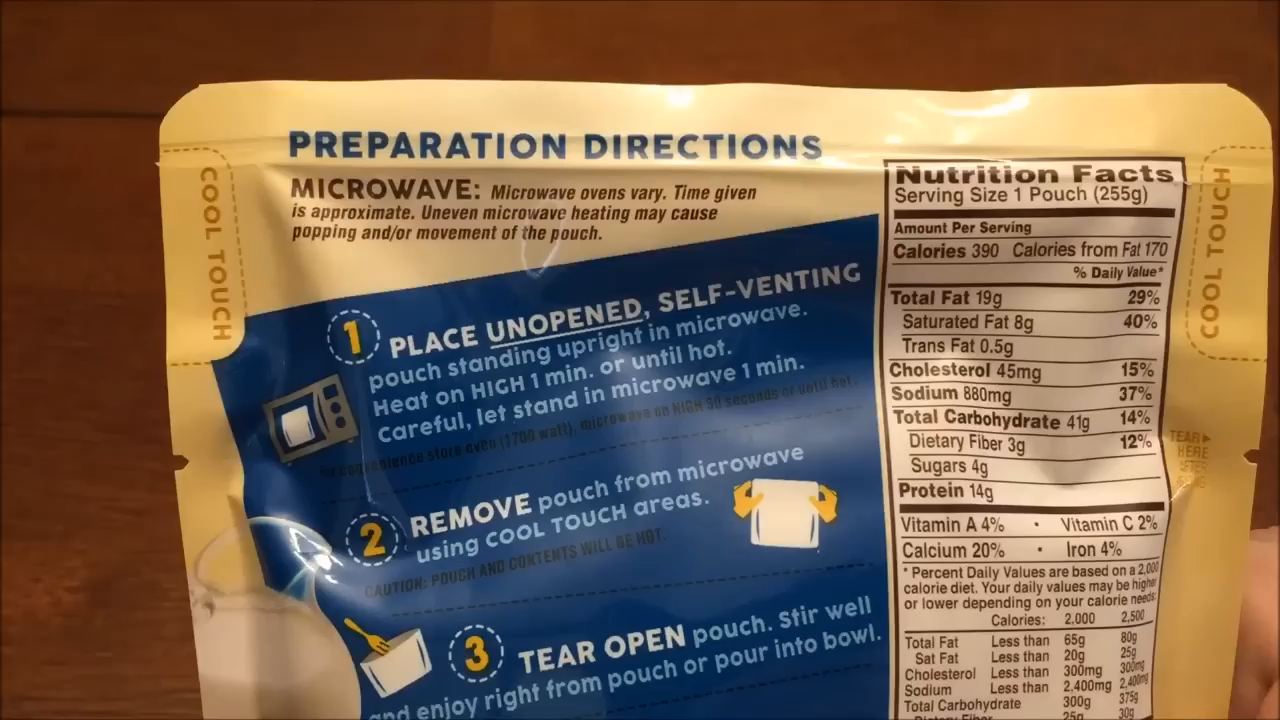 PREPARATION DIRECTIONS
MICROWAVE: Microwave ovens vary. Time given
is approximate. Uneven microwave heating may cause
popping and/or movement of the pouch.
COOL TOUCH
1 PLACE UNOPENED, SELF-VENTING
pouch standing upright in microwave.
Heat on HIGH 1 min. or until hot.
Careful, let stand in microwave 1 min.
For convenience store oven (1700 watt), microwave on HIGH 30 seconds or until hot.
2 REMOVE pouch from microwave
using COOL TOUCH areas.
CAUTION: POUCH AND CONTENTS WILL BE HOT.
3 TEAR OPEN pouch. Stir well
and enjoy right from pouch or pour into bowl.
Nutrition Facts
Serving Size 1 Pouch (255g)
Amount Per Serving
Calories 390 Calories from Fat 170
% Daily Value*
Total Fat 19g 29%
Saturated Fat 8g 40%
Trans Fat 0.5g
Cholesterol 45mg 15%
Sodium 880mg 37%
Total Carbohydrate 41g 14%
Dietary Fiber 3g 12%
Sugars 4g
Protein 14g
Vitamin A 4% • Vitamin C 2%
Calcium 20% • Iron 4%
* Percent Daily Values are based on a 2,000
calorie diet. Your daily values may be higher
or lower depending on your calorie needs:
Calories: 2,000 2,500
Total Fat Less than 65g 80g
Sat Fat Less than 20g 25g
Cholesterol Less than 300mg 300mg
Sodium Less than 2,400mg 2,400mg
Total Carbohydrate 300g 375g
Dietary Fiber 25g 30g
COOL TOUCH
TEAR
HERE